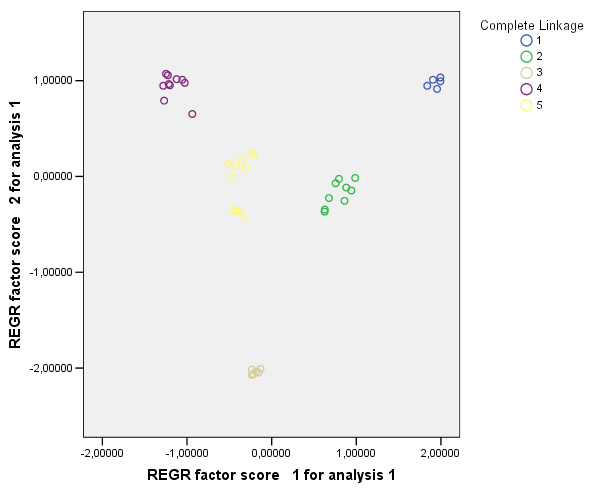 Complete Linkage
1
2
3
4
5
REGR factor score 2 for analysis 1
1,00000
0,00000
-1,00000
-2,00000
-2,00000 -1,00000 0,00000 1,00000 2,00000
REGR factor score 1 for analysis 1